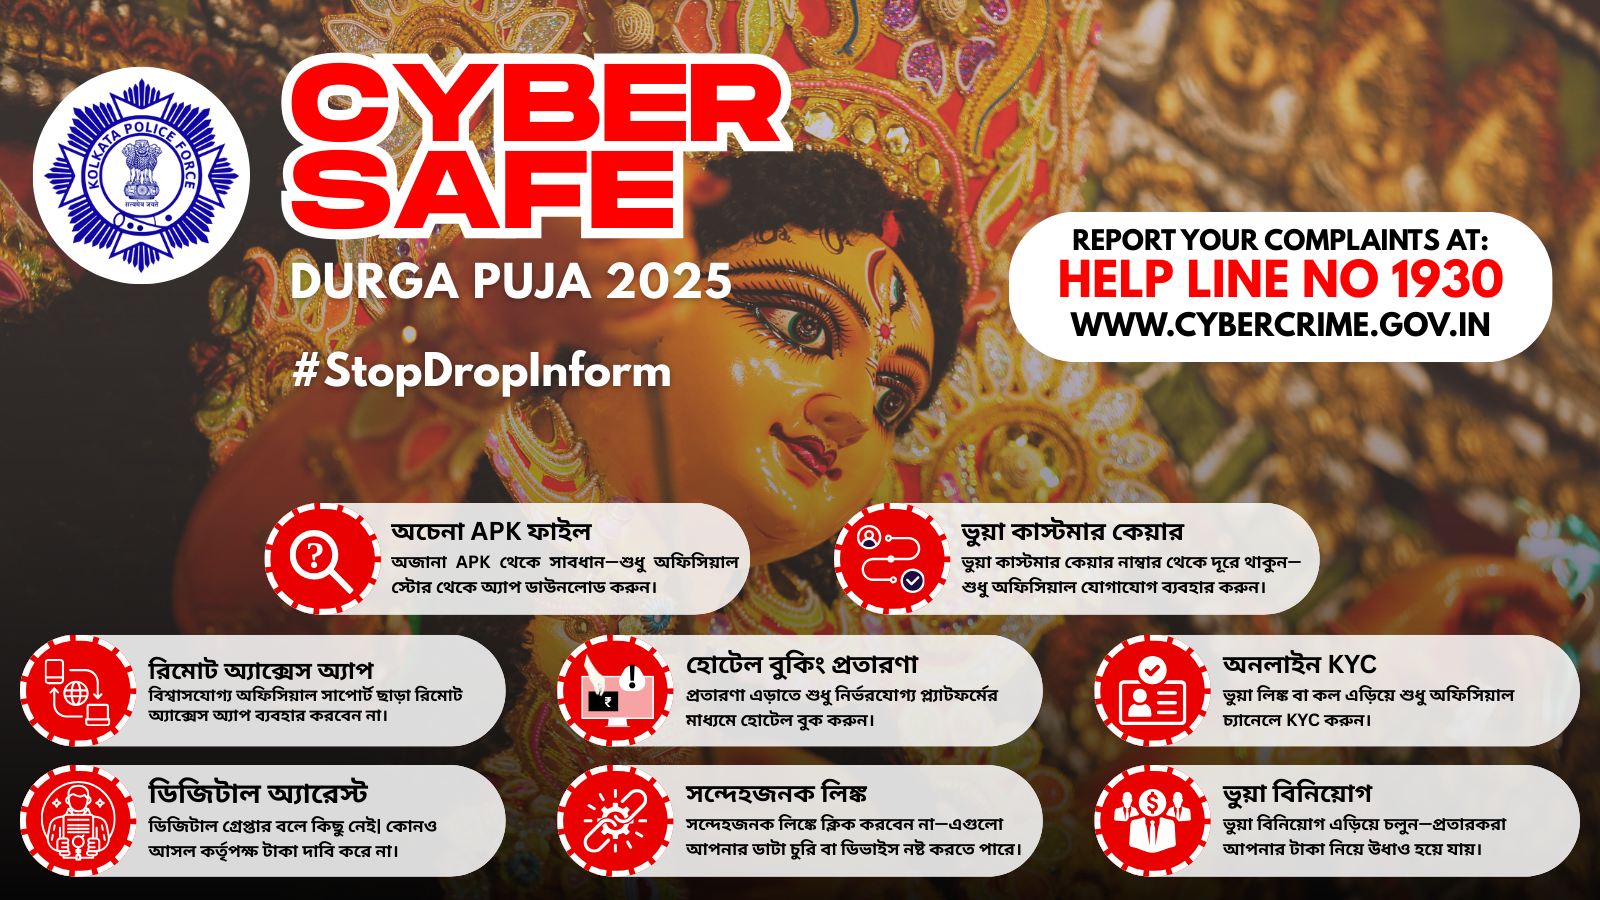 KOLKATA POLICE FORCE
सत्यमेव जयते
CYBER
SAFE
DURGA PUJA 2025
#StopDropInform
REPORT YOUR COMPLAINTS AT:
HELP LINE NO 1930
WWW.CYBERCRIME.GOV.IN
অচেনা APK ফাইল
অজানা APK থেকে সাবধান—শুধু অফিসিয়াল
স্টোর থেকে অ্যাপ ডাউনলোড করুন।
ভুয়া কাস্টমার কেয়ার
ভুয়া কাস্টমার কেয়ার নাম্বার থেকে দূরে থাকুন—
শুধু অফিসিয়াল যোগাযোগ ব্যবহার করুন।
রিমোট অ্যাক্সেস অ্যাপ
বিশ্বাসযোগ্য অফিসিয়াল সাপোর্ট ছাড়া রিমোট
অ্যাক্সেস অ্যাপ ব্যবহার করবেন না।
হোটেল বুকিং প্রতারণা
প্রতারণা এড়াতে শুধু নির্ভরযোগ্য প্ল্যাটফর্মের
মাধ্যমে হোটেল বুক করুন।
অনলাইন KYC
ভুয়া লিঙ্ক বা কল এড়িয়ে শুধু অফিসিয়াল
চ্যানেলে KYC করুন।
ডিজিটাল অ্যারেস্ট
ডিজিটাল গ্রেপ্তার বলে কিছু নেই| কোনও
আসল কর্তৃপক্ষ টাকা দাবি করে না।
সন্দেহজনক লিঙ্ক
সন্দেহজনক লিঙ্কে ক্লিক করবেন না—এগুলো
আপনার ডাটা চুরি বা ডিভাইস নষ্ট করতে পারে।
ভুয়া বিনিয়োগ
ভুয়া বিনিয়োগ এড়িয়ে চলুন—প্রতারকরা
আপনার টাকা নিয়ে উধাও হয়ে যায়।